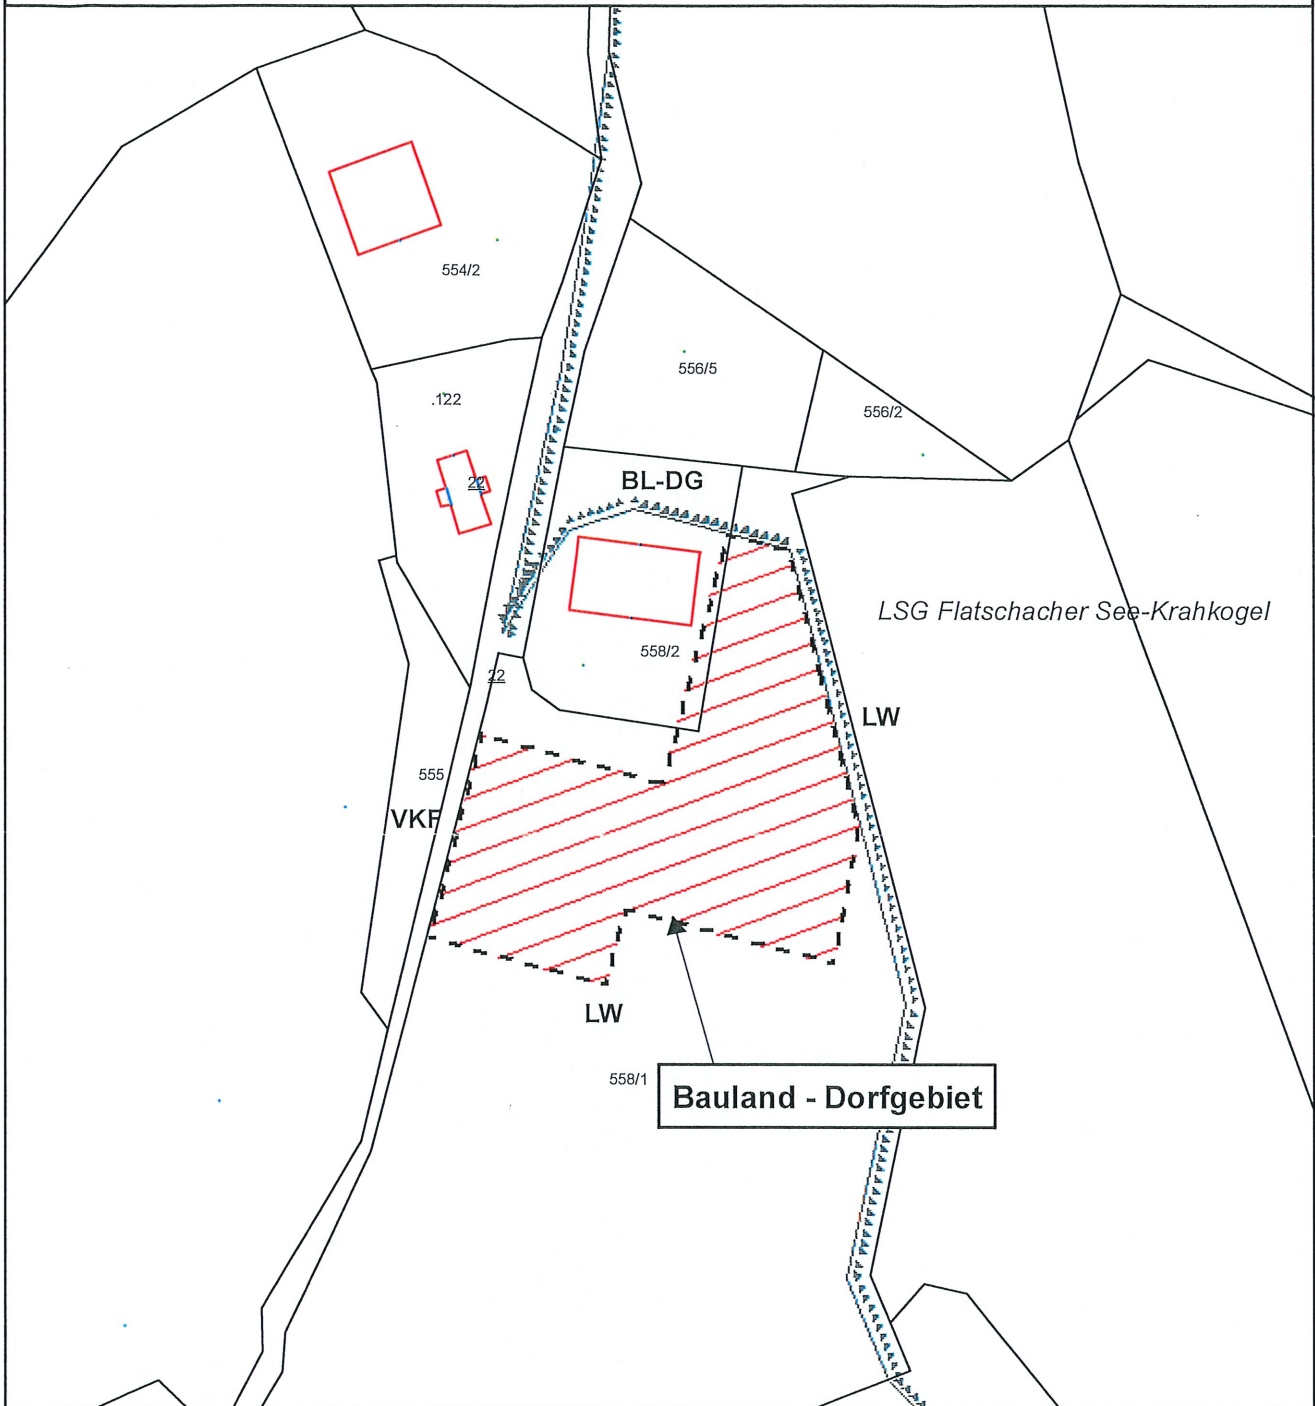 554/2
556/5
.122
556/2
BL-DG
22
LSG Flatschacher See-Krahkogel
558/2
22
LW
555
VKF
LW
558/1
Bauland - Dorfgebiet